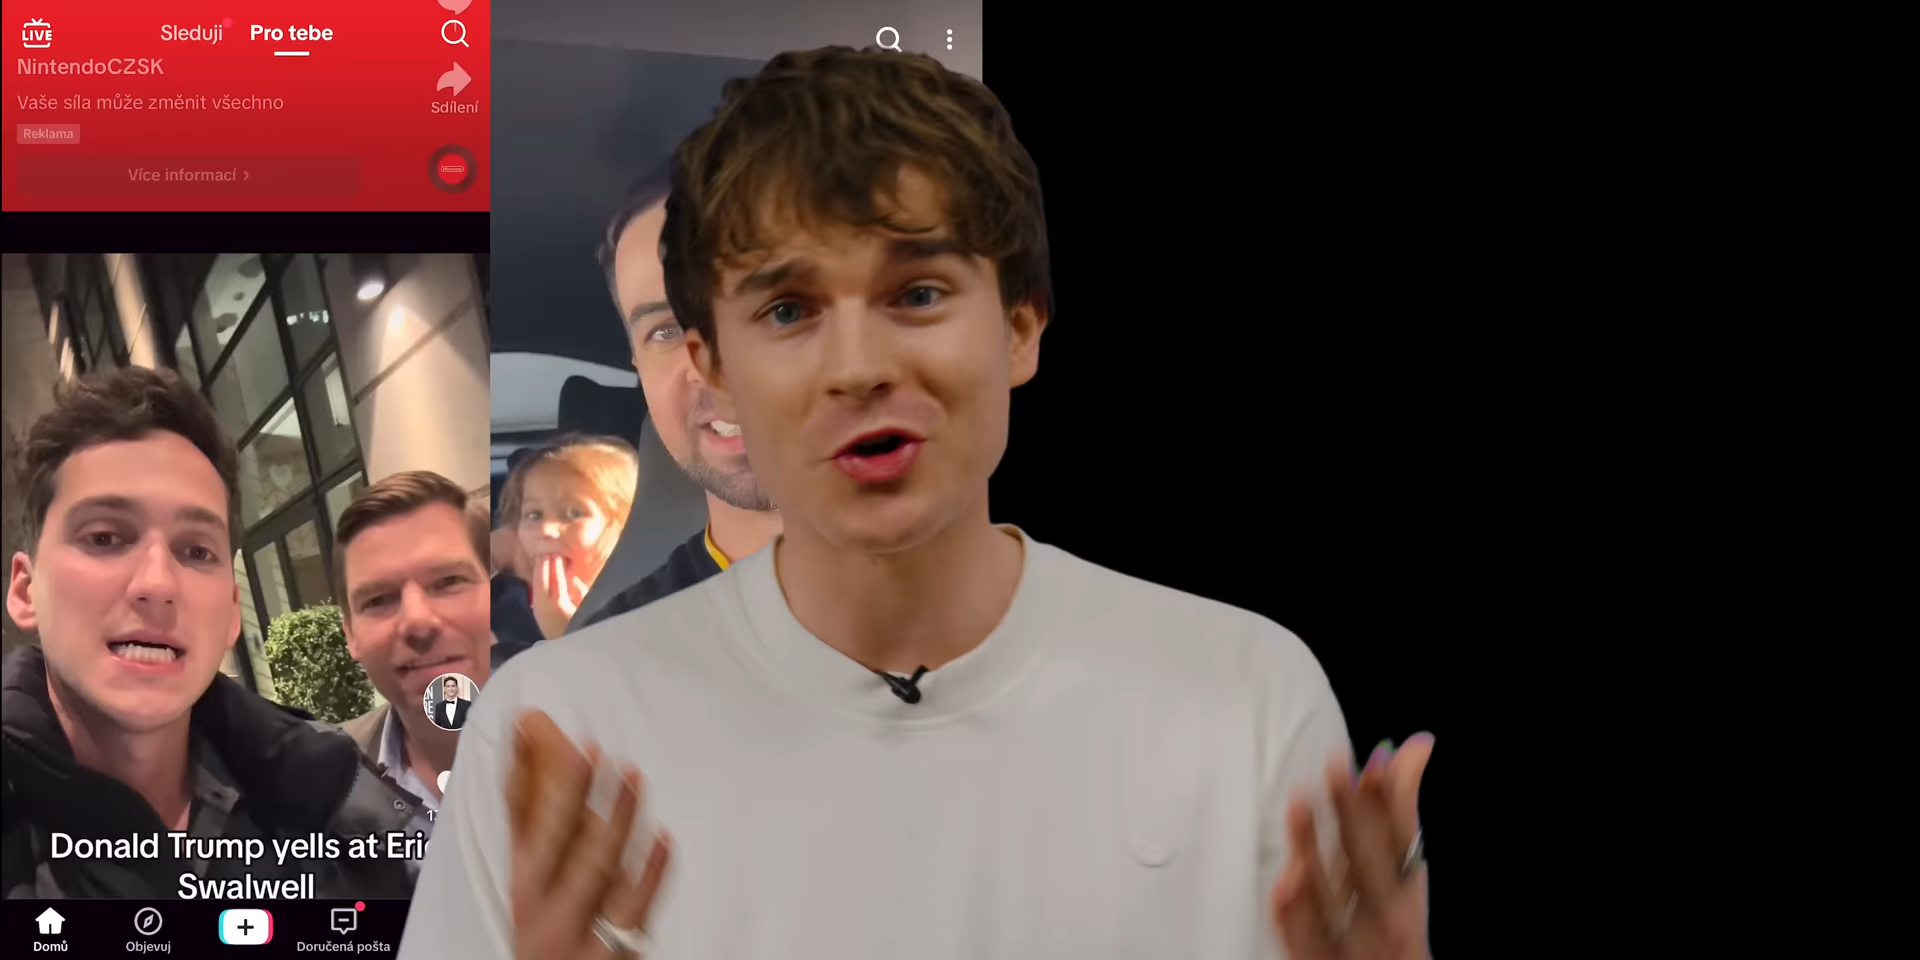 LIVE
Sleduji
Pro tebe
NintendoCZSK
Vaše síla může změnit všechno
Sdílení
Reklama
Více informací
Donald Trump yells at Eri
Swalwell
Domů
Objevuj
Doručená pošta